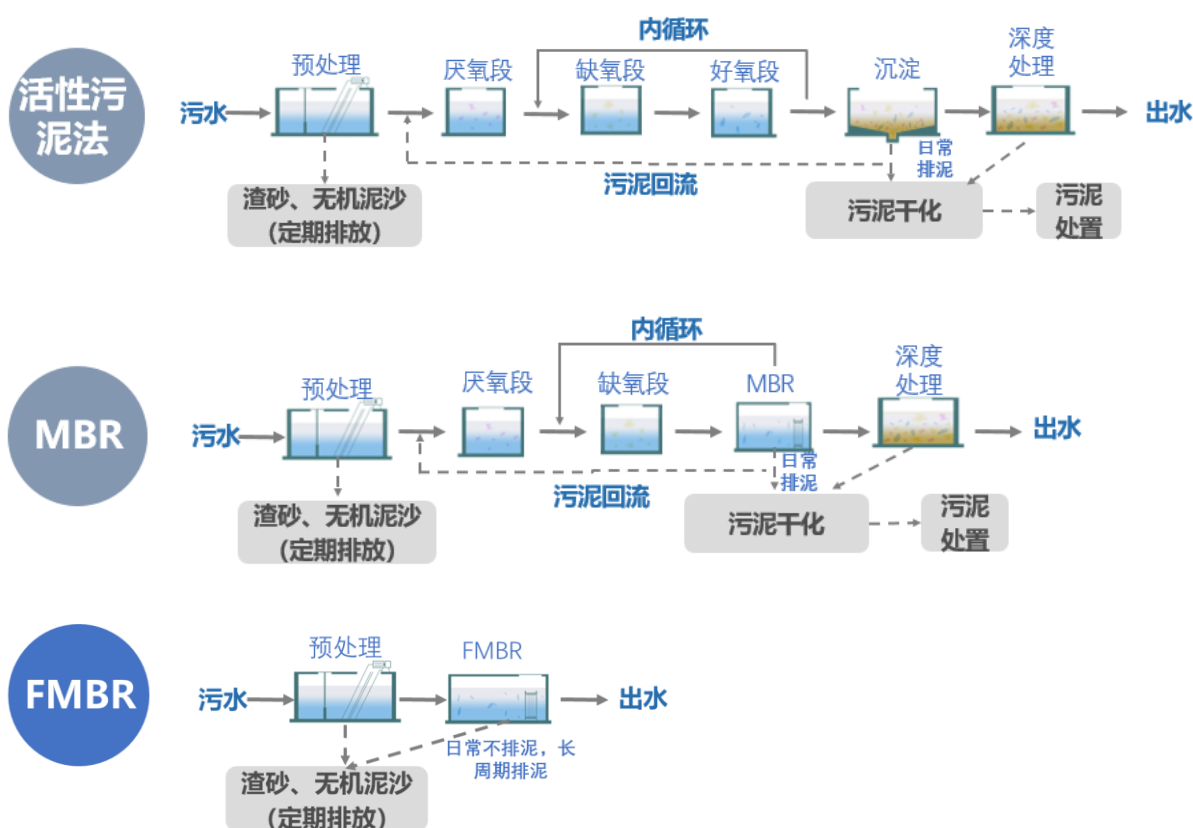 内循环
深度
处理
预处理
厌氧段
缺氧段
好氧段
沉淀
活性污
泥法
污水
出水
日常
排泥
污泥回流
渣砂、无机泥沙
(定期排放)
污泥干化
污泥
处置
内循环
深度
处理
预处理
厌氧段
缺氧段
MBR
MBR
污水
出水
日常
排泥
污泥回流
渣砂、无机泥沙
(定期排放)
污泥干化
污泥
处置
预处理
FMBR
FMBR
污水
出水
日常不排泥，长
周期排泥
渣砂、无机泥沙
(定期排放)